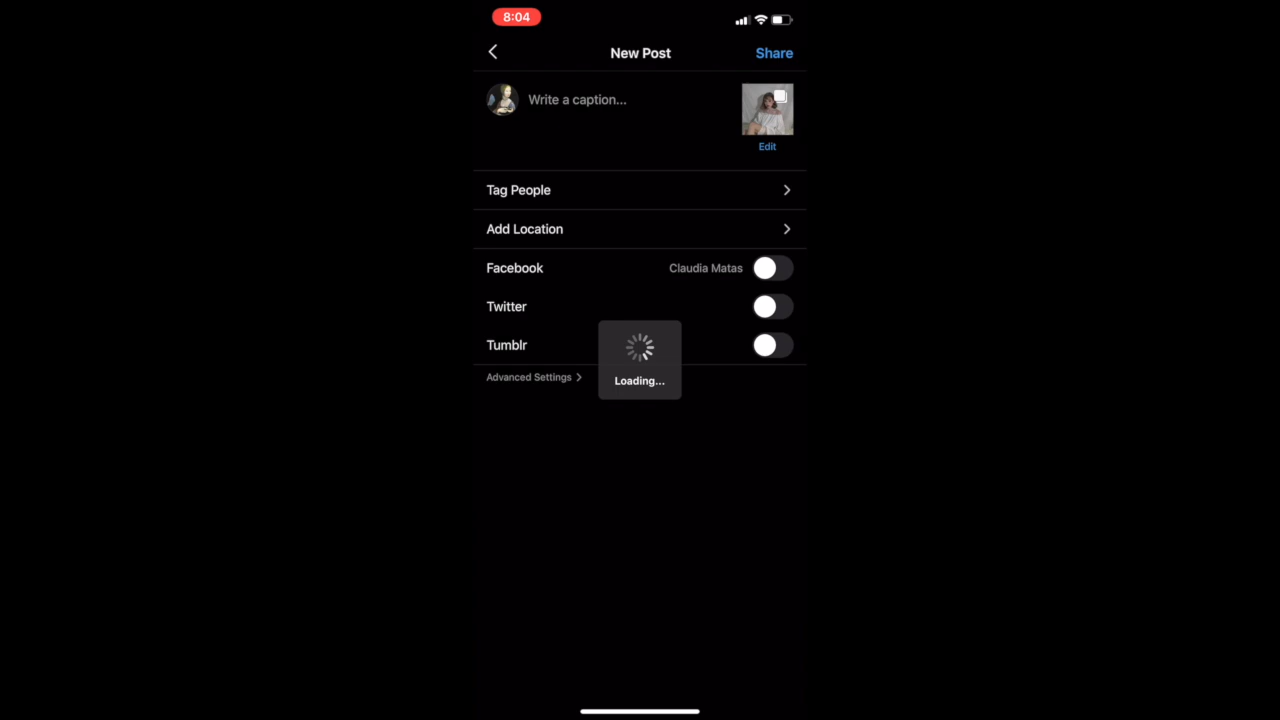 8:04
New Post
Share
Write a caption...
Edit
Tag People
Add Location
Facebook Claudia Matas
Twitter
Tumblr
Advanced Settings
Loading...